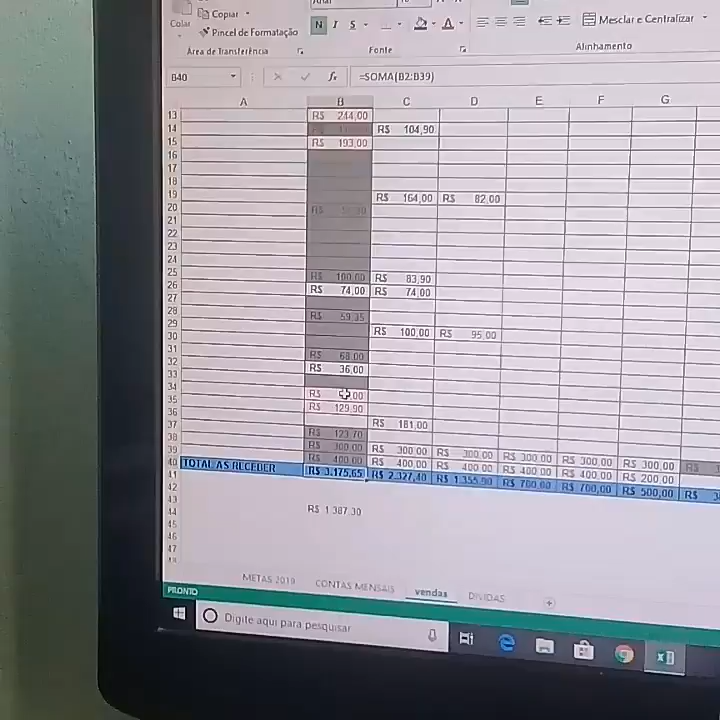 Colar Copiar
Pincel de Formatação
Mesclar e Centralizar
Área de Transferência Fonte Alinhamento
B40 fx =SOMA(B2:B39)
A B C D E F G
13 R$ 244,00
14 R$ 104,90
15 R$ 193,00
16
17
18
19 R$ 164,00 R$ 82,00
20 R$
21
22
23
24
25 R$ 100,00 R$ 83,90
26 R$ 74,00 R$ 74,00
27
28 R$ 59,35
29 R$ 100,00 R$ 95,00
30
31 R$ 68,00
32 R$ 36,00
33
34 R$
35 R$ 129,90
36 R$ 181,00
37 R$ 123,70
38 R$ 300,00 R$ 300,00 R$ 300,00 R$ 300,00 R$ 300,00 R$ 300,00
39 R$ 400,00 R$ 400,00 R$ 400,00 R$ 400,00 R$ 400,00 R$ 200,00
40 TOTAL AS RECEBER R$ 3.175,65 R$ 2.327,40 R$ 1.355,90 R$ 700,00 R$ 700,00 R$ 500,00 R$
41
42
43 R$ 1.387,30
44
45
46
47
METAS 2019 CONTAS MENSAIS vendas DIVIDAS
PRONTO
Digite aqui para pesquisar